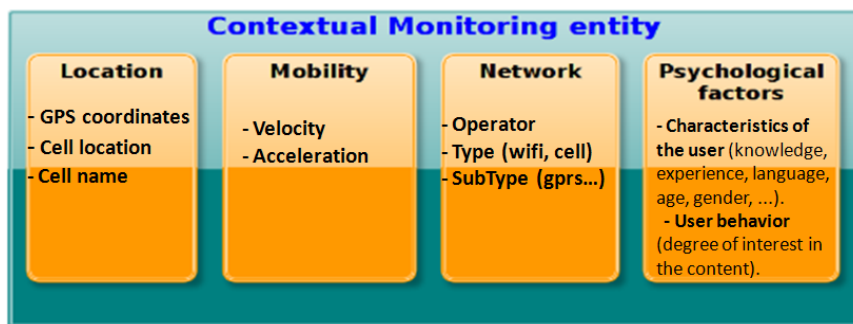 Contextual Monitoring entity
Location
- GPS coordinates
- Cell location
- Cell name
Mobility
- Velocity
- Acceleration
Network
- Operator
- Type (wifi, cell)
- SubType (gprs...)
Psychological
factors
- Characteristics of
the user (knowledge,
experience, language,
age, gender, ...).
- User behavior
(degree of interest in
the content).